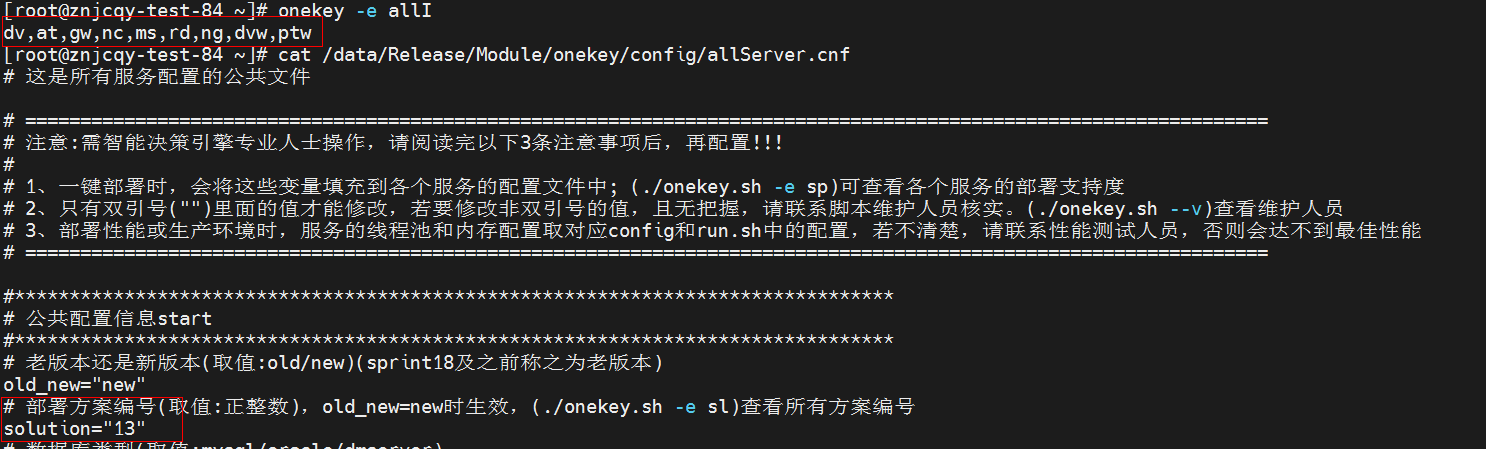 [root@znjcqy-test-84 ~]# onekey -e allI
dv,at,gw,nc,ms,rd,ng,dvw,ptw
[root@znjcqy-test-84 ~]# cat /data/Release/Module/onekey/config/allServer.cnf
# 这是所有服务配置的公共文件
# =================================================================================================================
# 注意:需智能决策引擎专业人士操作，请阅读完以下3条注意事项后，再配置!!!
#
# 1、一键部署时，会将这些变量填充到各个服务的配置文件中；(./onekey.sh -e sp)可查看各个服务的部署支持度
# 2、只有双引号("")里面的值才能修改，若要修改非双引号的值，且无把握，请联系脚本维护人员核实。(./onekey.sh --v)查看维护人员
# 3、部署性能或生产环境时，服务的线程池和内存配置取对应config和run.sh中的配置，若不清楚，请联系性能测试人员，否则会达不到最佳性能
# =================================================================================================================
#********************************************************************************
# 公共配置信息start
#********************************************************************************
# 老版本还是新版本(取值:old/new)(sprint18及之前称之为老版本)
old_new="new"
# 部署方案编号(取值:正整数)，old_new=new时生效，(./onekey.sh -e sl)查看所有方案编号
solution="13"
# 数据库类型(取值:mysql/oracle/dmserver)